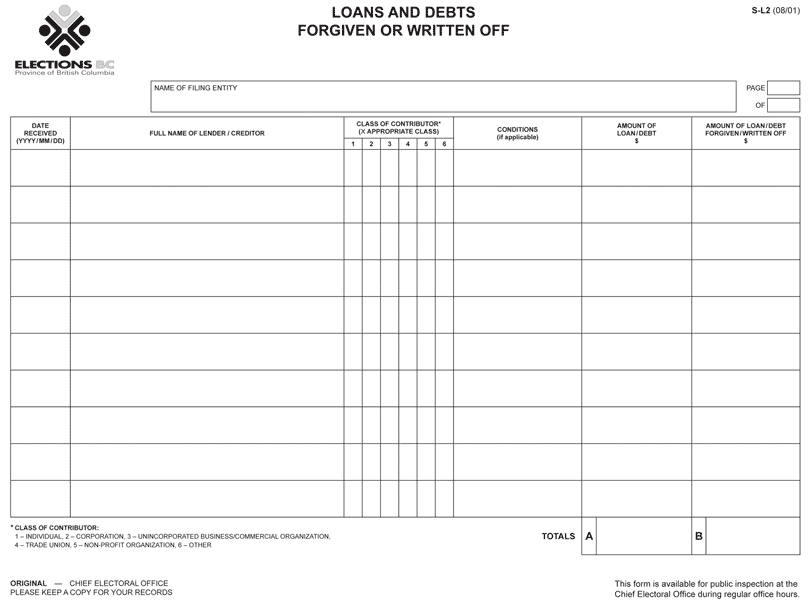 LOANS AND DEBTS
FORGIVEN OR WRITTEN OFF
S-L2 (08/01)
ELECTIONS BC
Province of British Columbia
NAME OF FILING ENTITY
PAGE
OF
DATE
RECEIVED
(YYYY/MM/DD)
FULL NAME OF LENDER / CREDITOR
CLASS OF CONTRIBUTOR*
(X APPROPRIATE CLASS)
1 2 3 4 5 6
CONDITIONS
(if applicable)
AMOUNT OF
LOAN/DEBT
$
AMOUNT OF LOAN/DEBT
FORGIVEN/WRITTEN OFF
$
* CLASS OF CONTRIBUTOR:
1 – INDIVIDUAL, 2 – CORPORATION, 3 – UNINCORPORATED BUSINESS/COMMERCIAL ORGANIZATION,
4 – TRADE UNION, 5 – NON-PROFIT ORGANIZATION, 6 – OTHER
TOTALS A B
ORIGINAL — CHIEF ELECTORAL OFFICE
PLEASE KEEP A COPY FOR YOUR RECORDS
This form is available for public inspection at the
Chief Electoral Office during regular office hours.